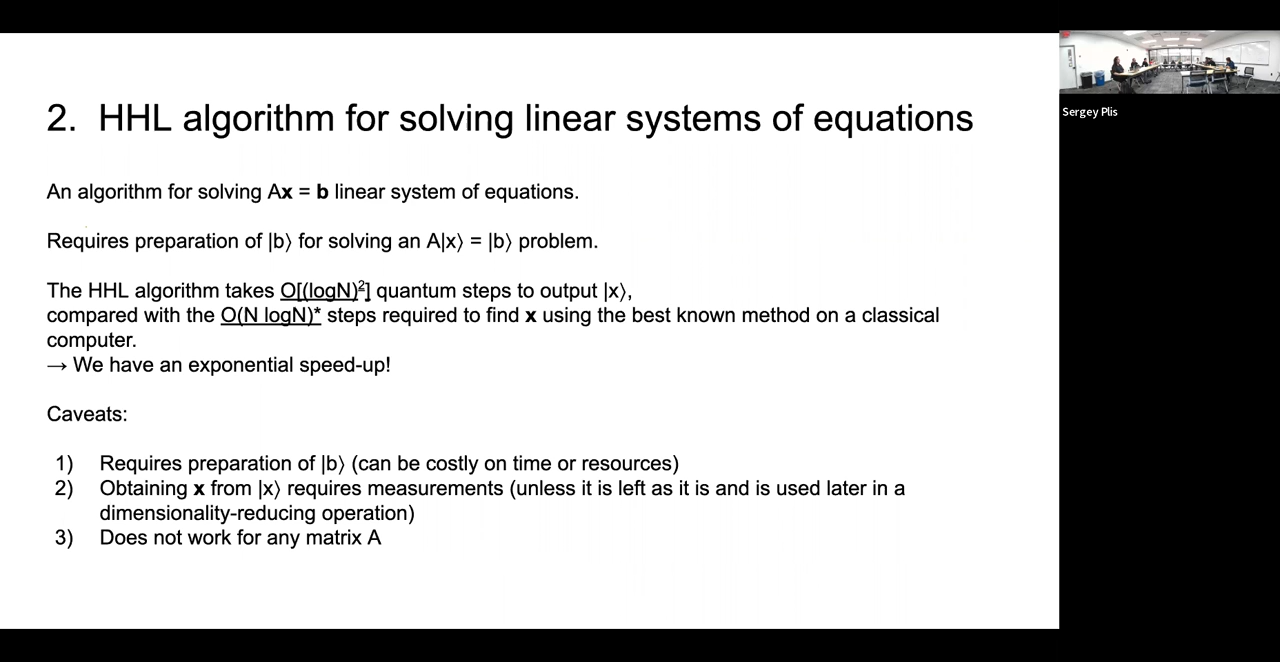 2. HHL algorithm for solving linear systems of equations
An algorithm for solving Ax = b linear system of equations.
Requires preparation of |b⟩ for solving an A|x⟩ = |b⟩ problem.
The HHL algorithm takes O[(logN)²] quantum steps to output |x⟩,
compared with the O(N logN)* steps required to find x using the best known method on a classical
computer.
→ We have an exponential speed-up!
Caveats:
1) Requires preparation of |b⟩ (can be costly on time or resources)
2) Obtaining x from |x⟩ requires measurements (unless it is left as it is and is used later in a
dimensionality-reducing operation)
3) Does not work for any matrix A
Sergey Plis